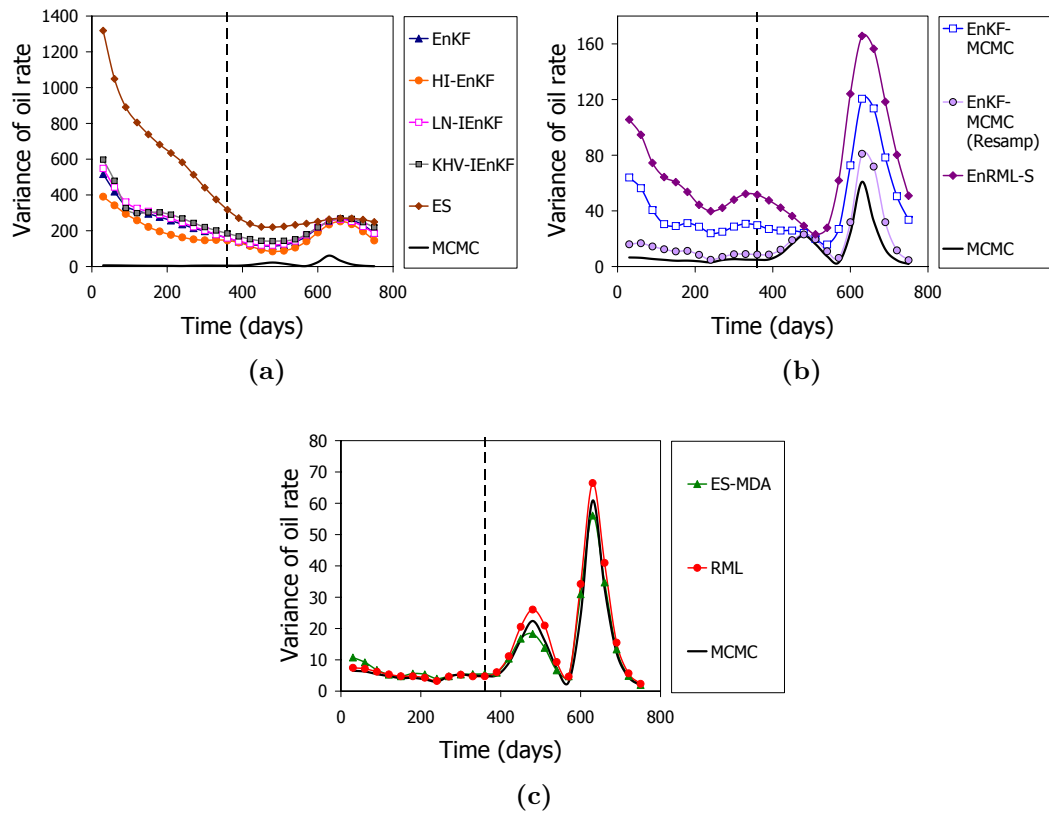 1400
1200
1000
800
600
400
200
0
0 200 400 600 800
Variance of oil rate
Time (days)
EnKF
HI-EnKF
LN-IEnKF
KHV-IEnKF
ES
MCMC
(a)
160
120
80
40
0
0 200 400 600 800
Variance of oil rate
Time (days)
EnKF-
MCMC
EnKF-
MCMC
(Resamp)
EnRML-S
MCMC
(b)
80
70
60
50
40
30
20
10
0
0 200 400 600 800
Variance of oil rate
Time (days)
ES-MDA
RML
MCMC
(c)